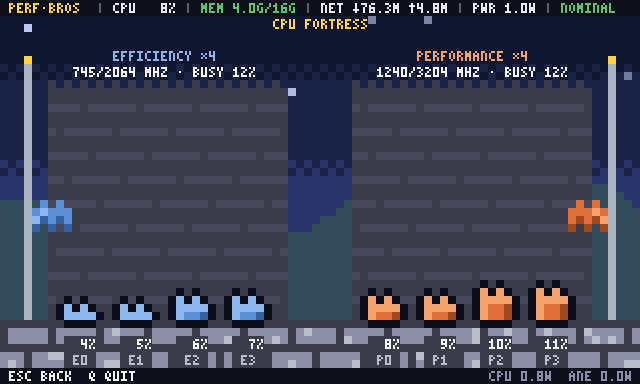 PERF·BROS | CPU 8% | MEM 4.0G/16G | NET ↓76.3M ↑4.8M | PWR 1.0W | NOMINAL
CPU FORTRESS
EFFICIENCY ×4 PERFORMANCE ×4
745/2064 MHZ · BUSY 12% 1240/3204 MHZ · BUSY 12%
4% 5% 6% 7% 8% 9% 10% 11%
E0 E1 E2 E3 P0 P1 P2 P3
ESC BACK Q QUIT CPU 0.8W ANE 0.0W